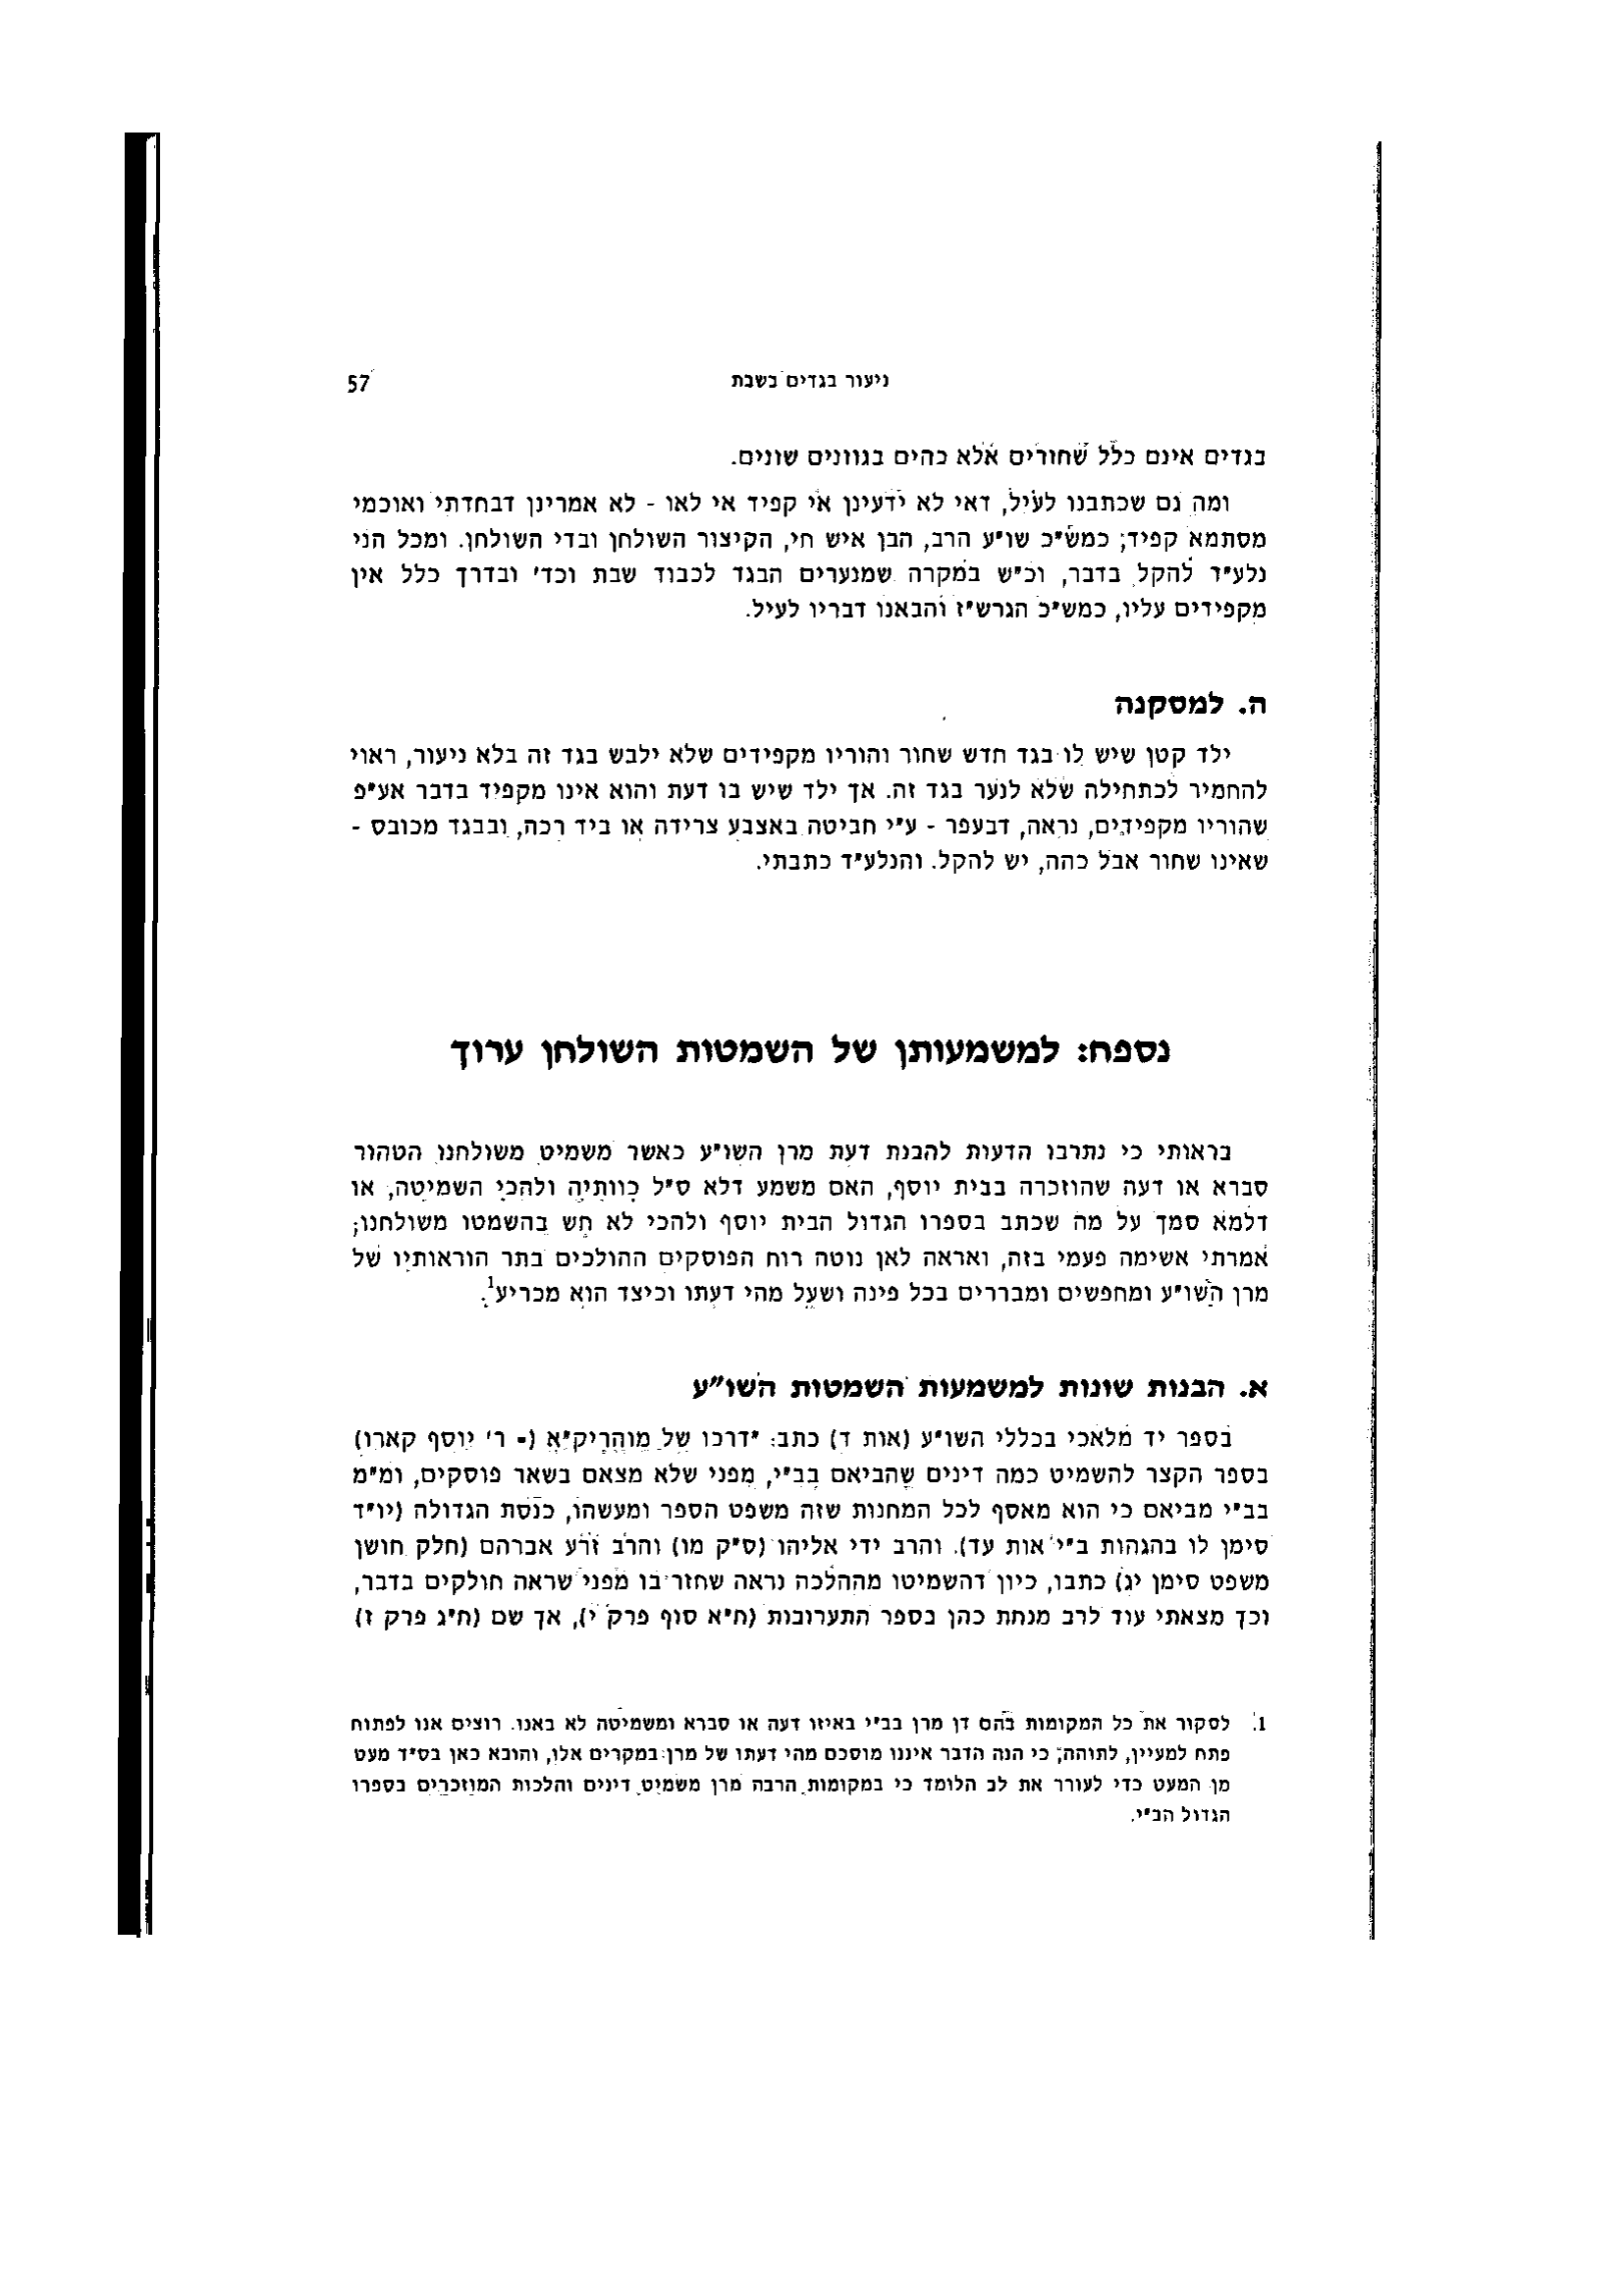 ניעור בגדים בשבת 57
בגדים אינם כלל שחורים אלא כהים בגוונים שונים.
ומה גם שכתבנו לעיל, דאי לא ידעינן אי קפיד אי לאו - לא אמרינן דבחדתי ואוכמי
מסתמא קפיד; כמש"כ שו"ע הרב, הבן איש חי, הקיצור השולחן ובדי השולחן. ומכל הני
נלע"ד להקל בדבר, וכ"ש במקרה שמנערים הבגד לכבוד שבת וכד' ובדרך כלל אין
מקפידים עליו, כמש"כ הגרש"ז והבאנו דבריו לעיל.
ה. למסקנה
ילד קטן שיש לו בגד חדש שחור והוריו מקפידים שלא ילבש בגד זה בלא ניעור, ראוי
להחמיר לכתחילה שלא לנער בגד זה. אך ילד שיש בו דעת והוא אינו מקפיד בדבר אע"פ
שהוריו מקפידים, נראה, דבעפר - ע"י חביטה באצבע צרידה או ביד רכה, ובבגד מכובס -
שאינו שחור אבל כהה, יש להקל. והנלע"ד כתבתי.
נספח: למשמעותן של השמטות השולחן ערוך
בראותי כי נתרבו הדעות להבנת דעת מרן השו"ע כאשר משמיט משולחנו הטהור
סברא או דעה שהוזכרה בבית יוסף, האם משמע דלא ס"ל כוותיה ולהכי השמיטה, או
דלמא סמך על מה שכתב בספרו הגדול הבית יוסף ולהכי לא חש בהשמטו משולחנו;
אמרתי אשימה פעמי בזה, ואראה לאן נוטה רוח הפוסקים ההולכים בתר הוראותיו של
מרן השו"ע ומחפשים ומבררים בכל פינה ושעל מהי דעתו וכיצד הוא מכריע1.
א. הבנות שונות למשמעות השמטות השו"ע
בספר יד מלאכי בכללי השו"ע (אות ד) כתב: "דרכו של מוהריק"א (= ר' יוסף קארו)
בספר הקצר להשמיט כמה דינים שהביאם בב"י, מפני שלא מצאם בשאר פוסקים, ומ"מ
בב"י מביאם כי הוא מאסף לכל המחנות שזה משפט הספר ומעשהו, כנסת הגדולה (יו"ד
סימן לו בהגהות ב"י אות עד). והרב ידי אליהו (ס"ק מו) והרב זרע אברהם (חלק חושן
משפט סימן יג) כתבו, כיון דהשמיטו מההלכה נראה שחזר בו מפני שראה חולקים בדבר,
וכך מצאתי עוד לרב מנחת כהן בספר התערובות (ח"א סוף פרק י), אך שם (ח"ג פרק ז)
1. לסקור את כל המקומות בהם דן מרן בב"י באיזו דעה או סברא ומשמיטה לא באנו. רוצים אנו לפתוח
פתח למעיין, לתוהה; כי הנה הדבר איננו מוסכם מהי דעתו של מרן במקרים אלו, והובא כאן בס"ד מעט
מן המעט כדי לעורר את לב הלומד כי במקומות הרבה מרן משמיט דינים והלכות המוזכרים בספרו
הגדול הב"י.